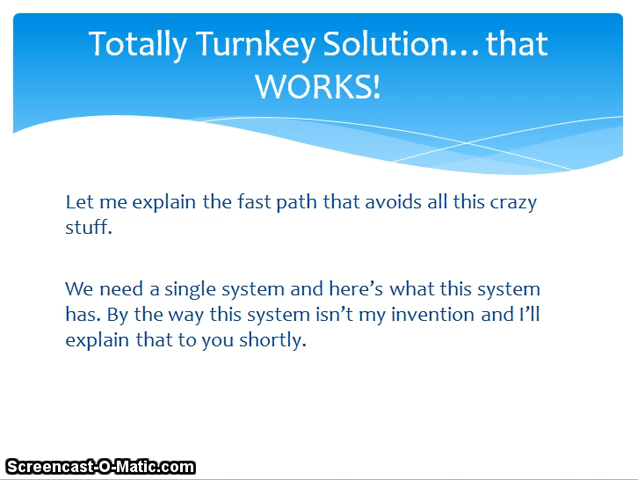 Totally Turnkey Solution…that
WORKS!
Let me explain the fast path that avoids all this crazy
stuff.
We need a single system and here’s what this system
has. By the way this system isn’t my invention and I’ll
explain that to you shortly.
Screencast-O-Matic.com